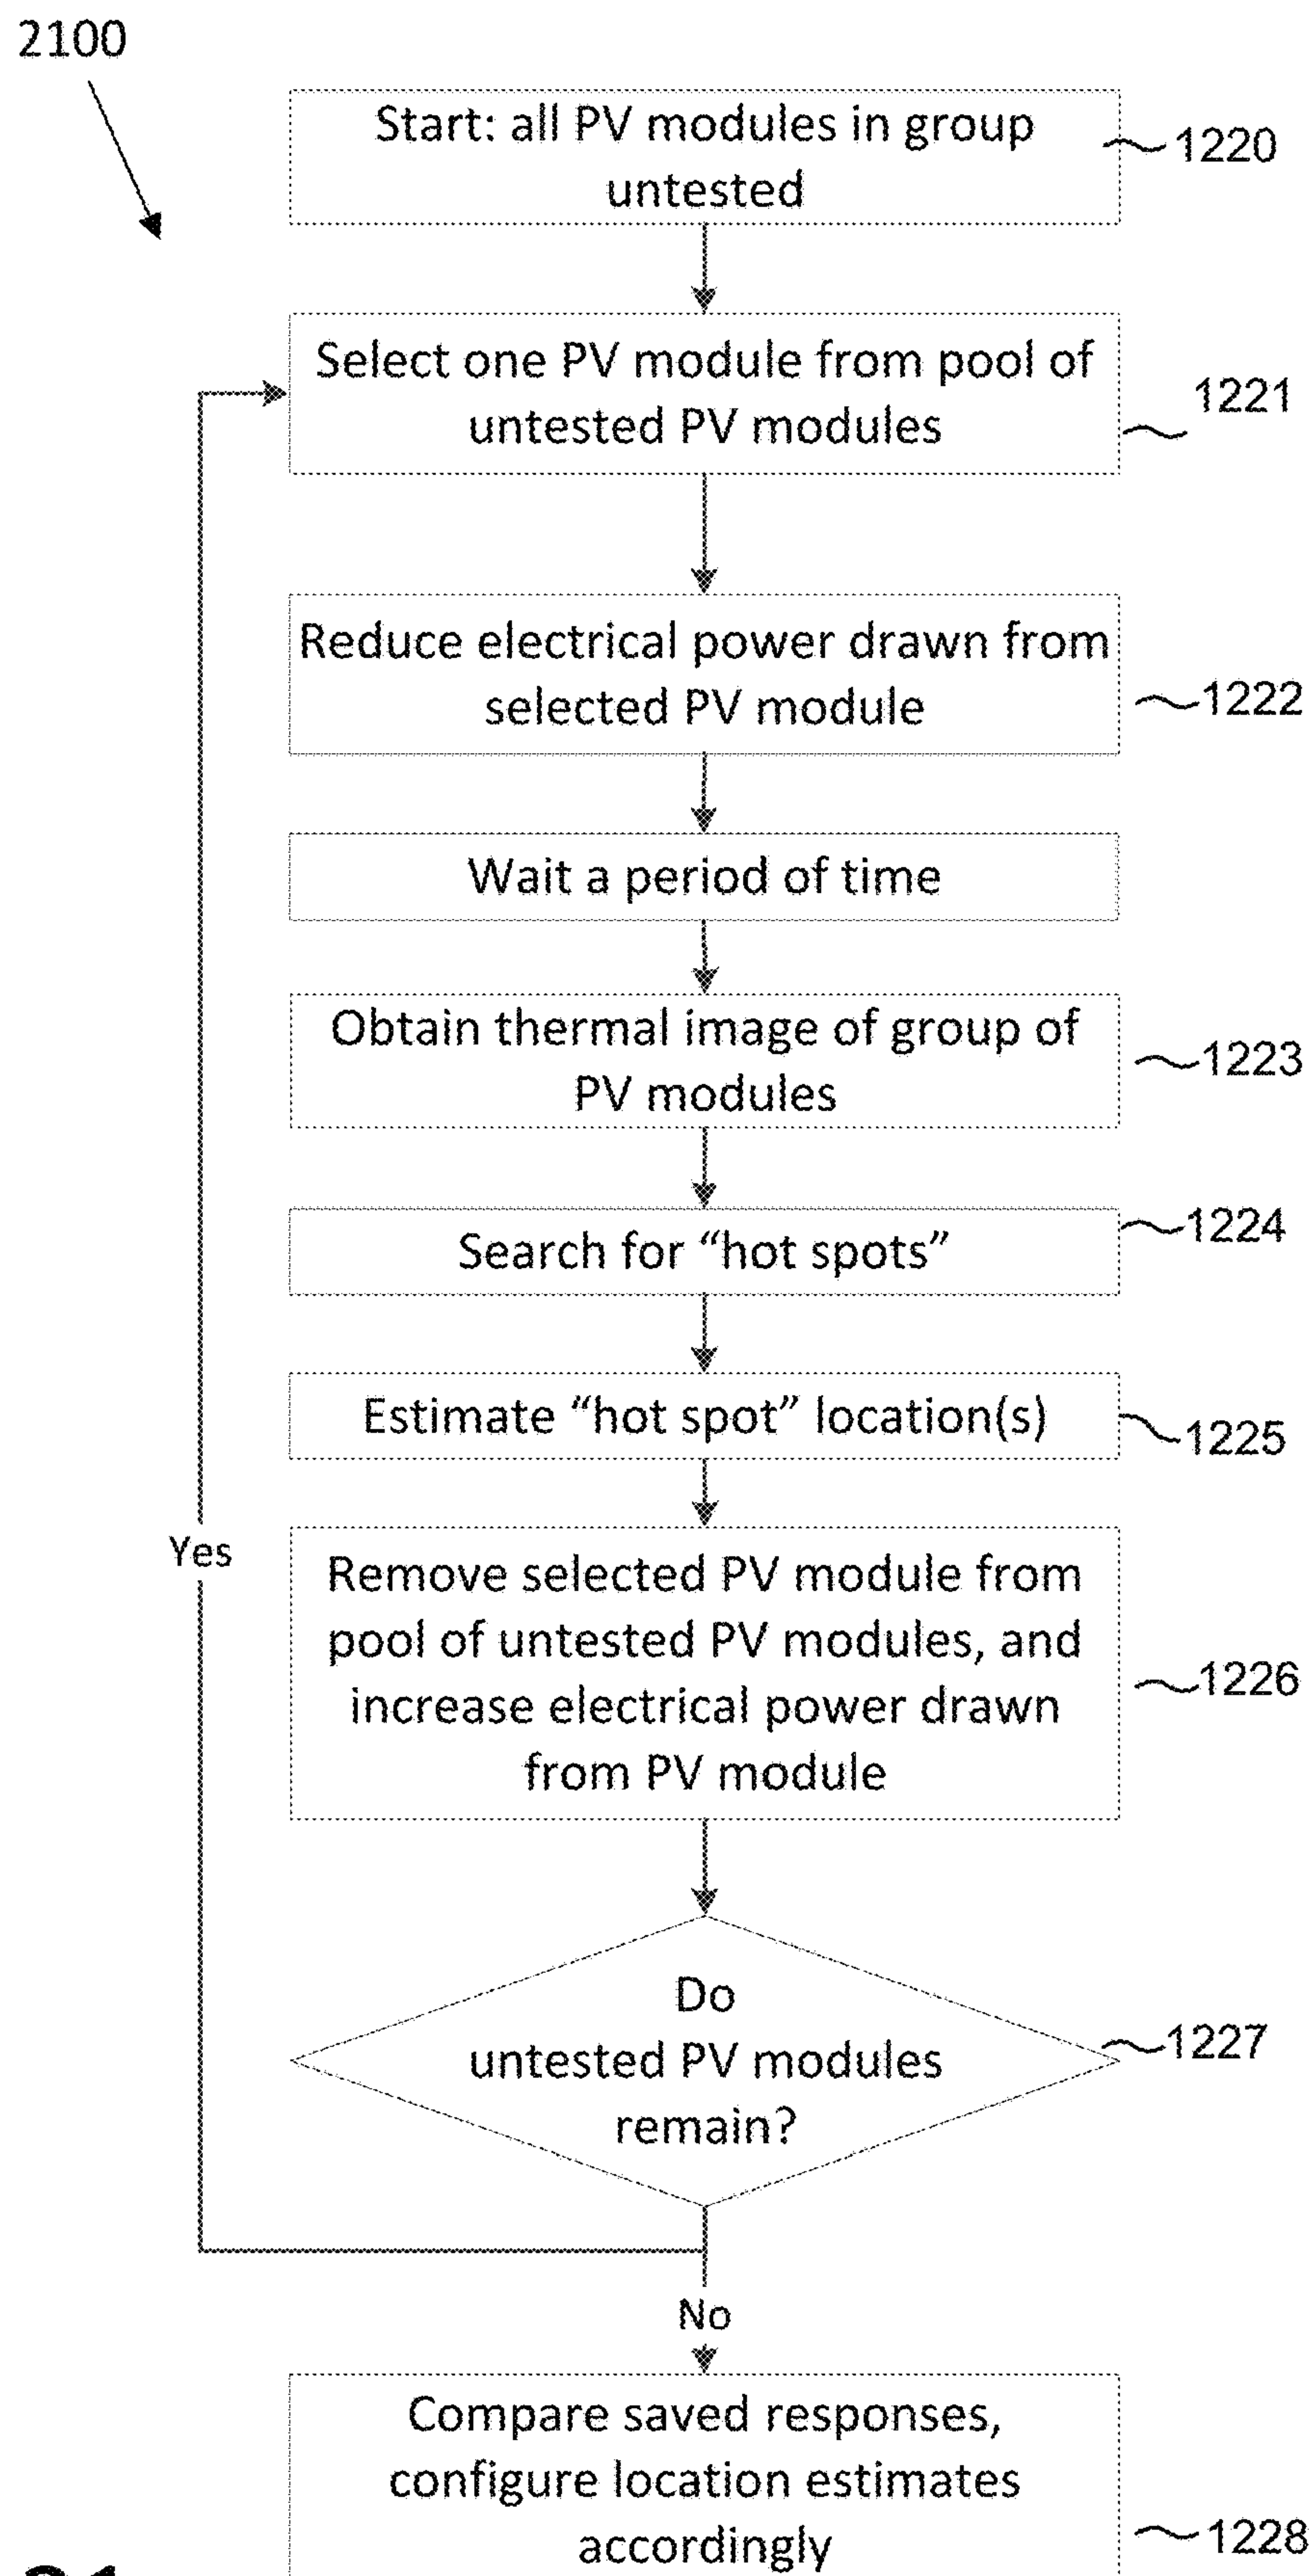 2100
Start: all PV modules in group
untested
1220
Select one PV module from pool of
untested PV modules
1221
Reduce electrical power drawn from
selected PV module
1222
Wait a period of time
Obtain thermal image of group of
PV modules
1223
Search for “hot spots”
1224
Estimate “hot spot” location(s)
1225
Yes
Remove selected PV module from
pool of untested PV modules, and
increase electrical power drawn
from PV module
1226
Do
untested PV modules
remain?
1227
No
Compare saved responses,
configure location estimates
accordingly
1228